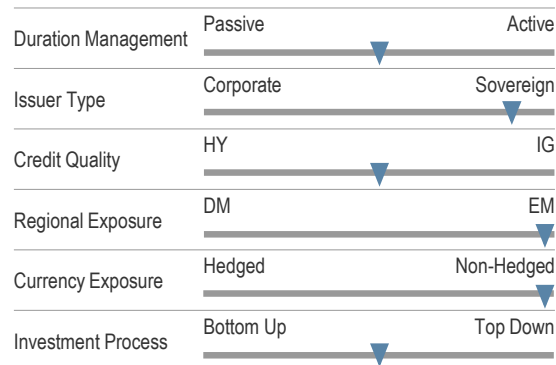 Duration Management Passive Active
Issuer Type Corporate Sovereign
Credit Quality HY IG
Regional Exposure DM EM
Currency Exposure Hedged Non-Hedged
Investment Process Bottom Up Top Down